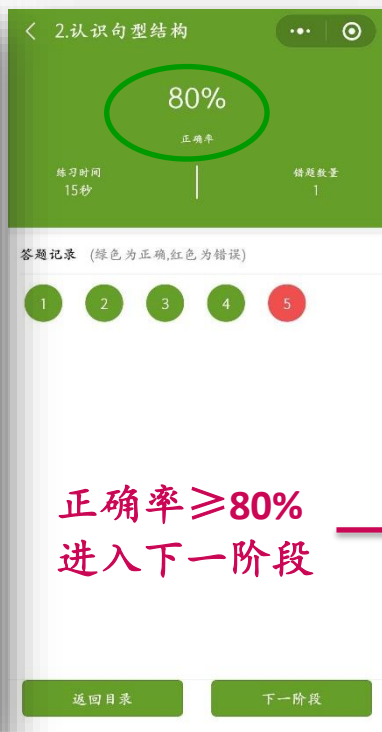 2.认识句型结构
80%
正确率
练习时间
15秒
错题数量
1
答题记录 (绿色为正确,红色为错误)
1 2 3 4 5
正确率≥80%
进入下一阶段
返回目录 下一阶段